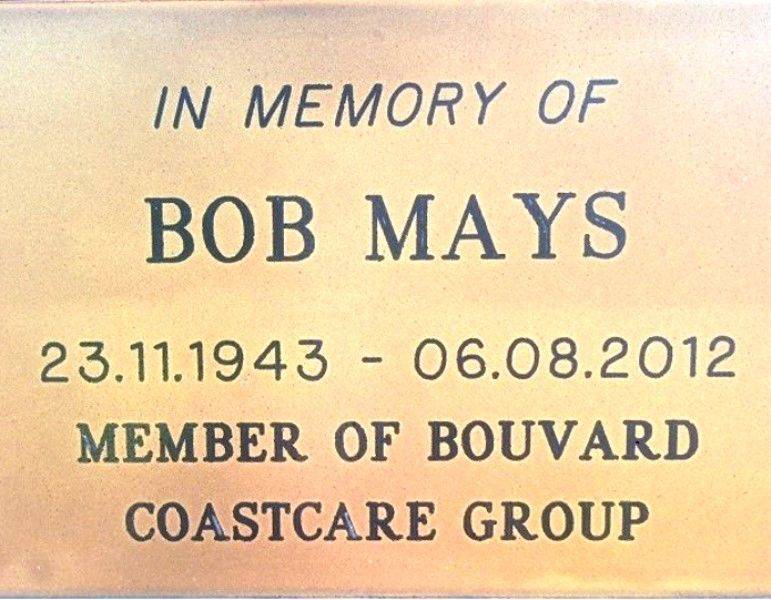 IN MEMORY OF
BOB MAYS
23.11.1943 - 06.08.2012
MEMBER OF BOUVARD
COASTCARE GROUP